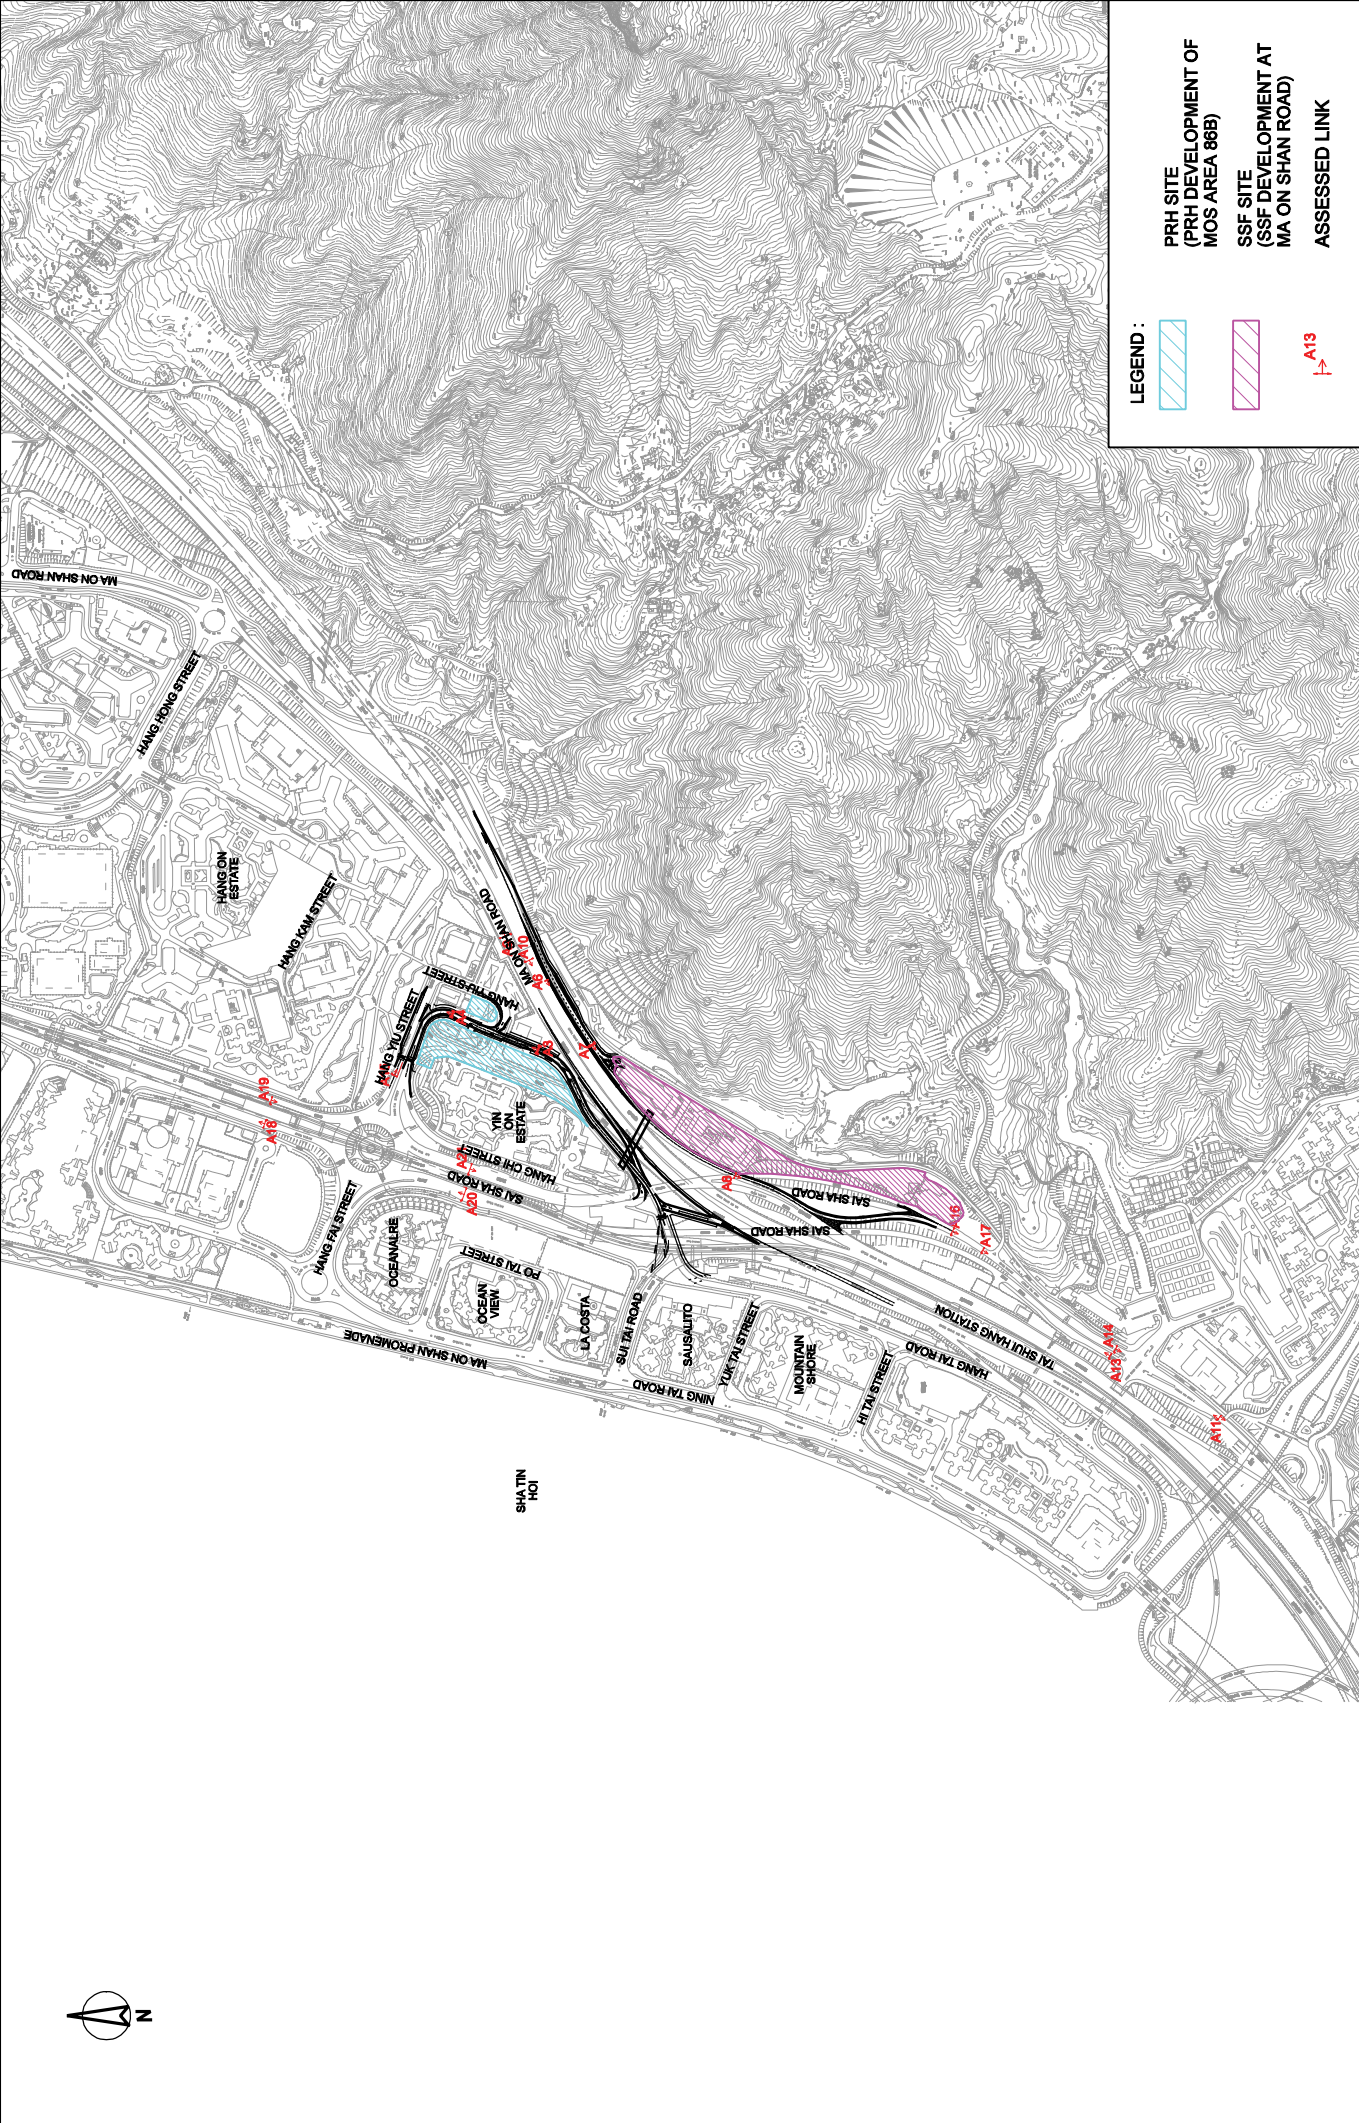 LEGEND :
PRH SITE
(PRH DEVELOPMENT OF
MOS AREA 86B)
SSF SITE
(SSF DEVELOPMENT AT
MA ON SHAN ROAD)
A13
ASSESSED LINK
MA ON SHAN ROAD
HANG HONG STREET
HANG ON
ESTATE
HANG KAM STREET
MA ON SHAN ROAD
A10
A6
HANG YIU STREET
HANG YIU STREET
A7
A19
A18
YIN
ON
ESTATE
HANG CHI STREET
A21
SAI SHA ROAD
A20
HANG FAI STREET
OCEANALRE
PO TAI STREET
OCEAN
VIEW
LA COSTA
MA ON SHAN PROMENADE
SUI TAI ROAD
SAUSALITO
NING TAI ROAD
YUK TAI STREET
MOUNTAIN
SHORE
HI TAI STREET
HANG TAI ROAD
TAI SHUI HANG STATION
A8
SAI SHA ROAD
SAI SHA ROAD
A16
A17
A14
A13
SHA TIN
HOI
N